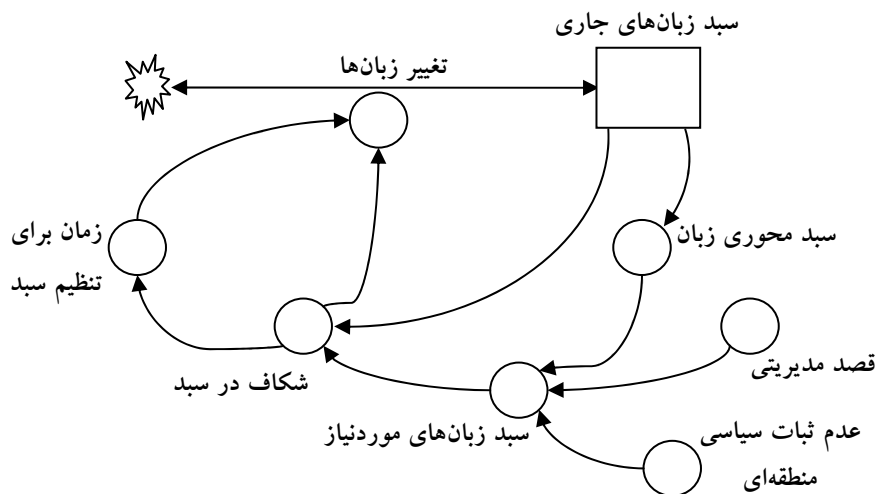 سبد زبان‌های جاری
تغییر زبان‌ها
سبد محوری زبان
زمان برای
تنظیم سبد
قصد مدیریتی
شکاف در سبد
سبد زبان‌های موردنیاز
عدم ثبات سیاسی
منطقه‌ای